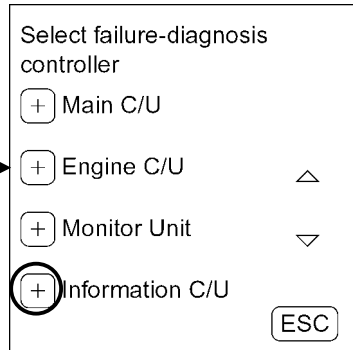 Select failure-diagnosis
controller
+ Main C/U
+ Engine C/U
+ Monitor Unit
+ Information C/U
ESC